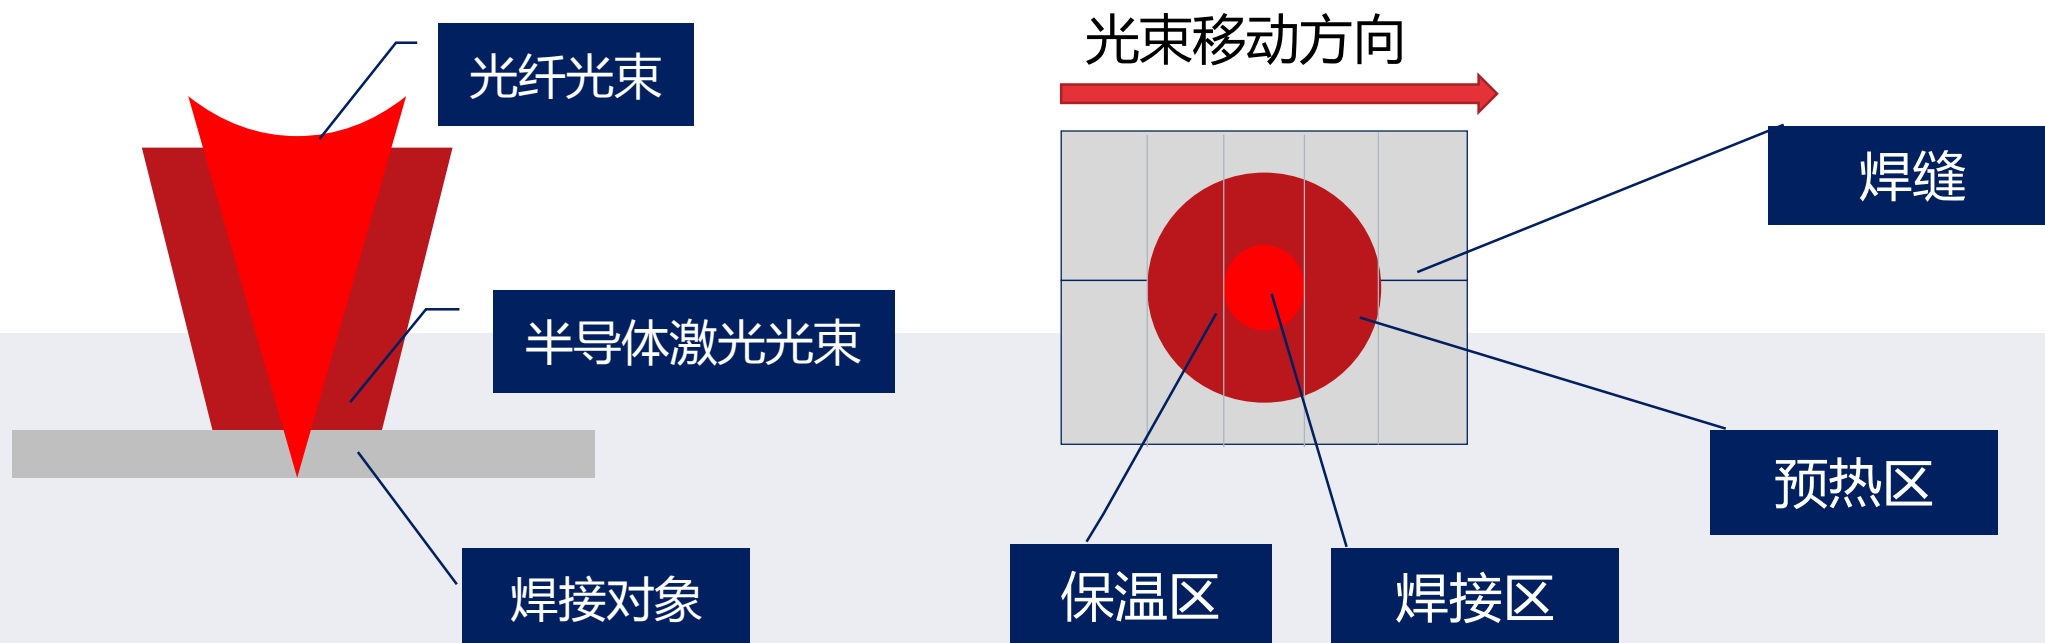 光纤光束
半导体激光光束
焊接对象
光束移动方向
焊缝
预热区
保温区
焊接区